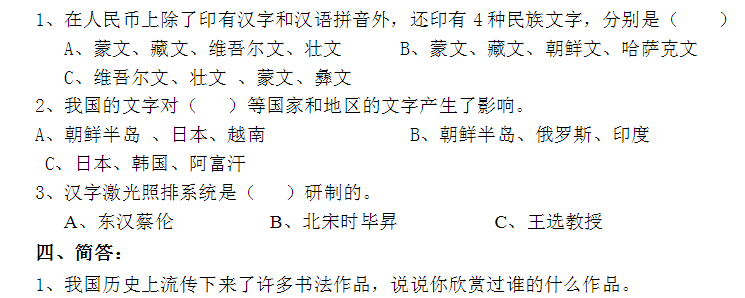 1、在人民币上除了印有汉字和汉语拼音外，还印有 4 种民族文字，分别是（      ）
A、蒙文、藏文、维吾尔文、壮文      B、蒙文、藏文、朝鲜文、哈萨克文
C、维吾尔文、壮文 、蒙文、彝文
2、我国的文字对（   ）等国家和地区的文字产生了影响。
A、朝鲜半岛 、日本、越南      B、朝鲜半岛、俄罗斯、印度
C、日本、韩国、阿富汗
3、汉字激光照排系统是（   ）研制的。
A、东汉蔡伦      B、北宋时毕昇      C、王选教授
四、简答：
1、我国历史上流传下来了许多书法作品，说说你欣赏过谁的什么作品。